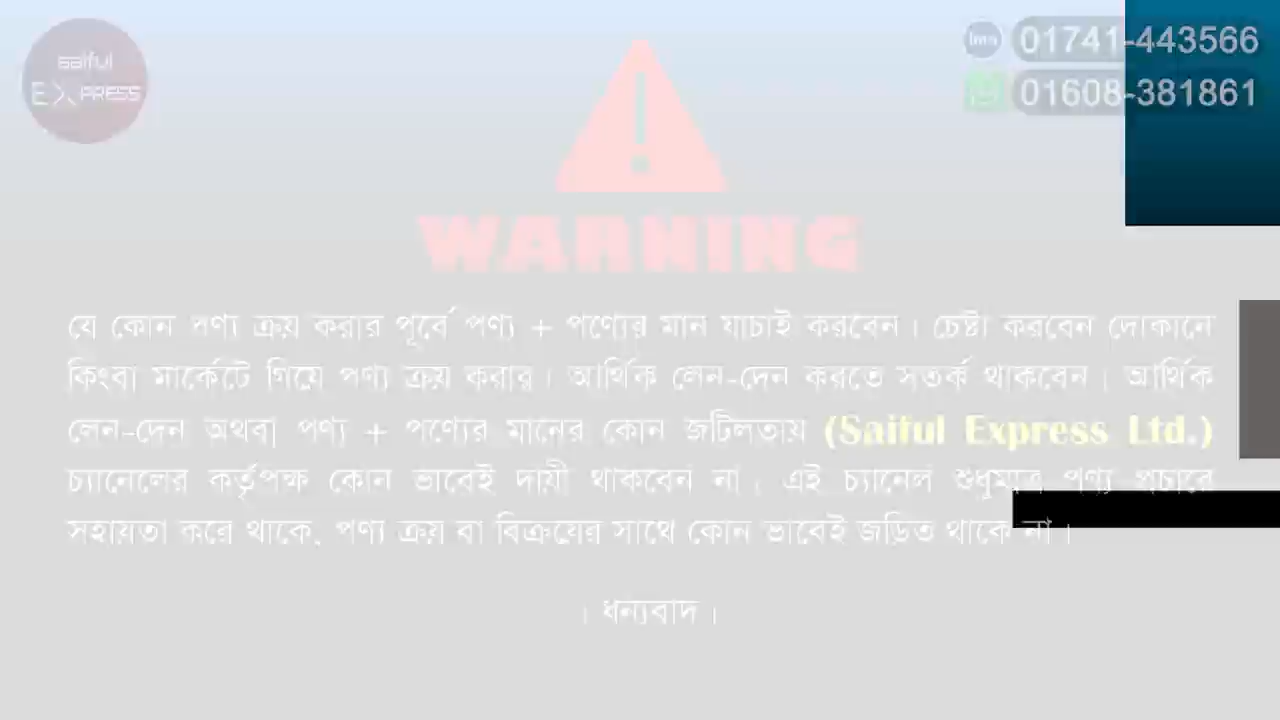 saiful
EXPRESS
imo 01741-443566
01608-381861
WARNING
যে কোন পণ্য ক্রয় করার পূর্বে পণ্য + পণ্যের মান যাচাই করবেন। চেষ্টা করবেন দোকানে
কিংবা মার্কেটে গিয়ে পণ্য ক্রয় করার। আর্থিক লেন-দেন করতে সতর্ক থাকবেন। আর্থিক
লেন-দেন অথবা পণ্য + পণ্যের মানের কোন জটিলতায় (Saiful Express Ltd.)
চ্যানেলের কর্তৃপক্ষ কোন ভাবেই দায়ী থাকবেন না। এই চ্যানেল শুধুমাত্র পণ্য প্রচারে
সহায়তা করে থাকে, পণ্য ক্রয় বা বিক্রয়ের সাথে কোন ভাবেই জড়িত থাকে না।
। ধন্যবাদ।